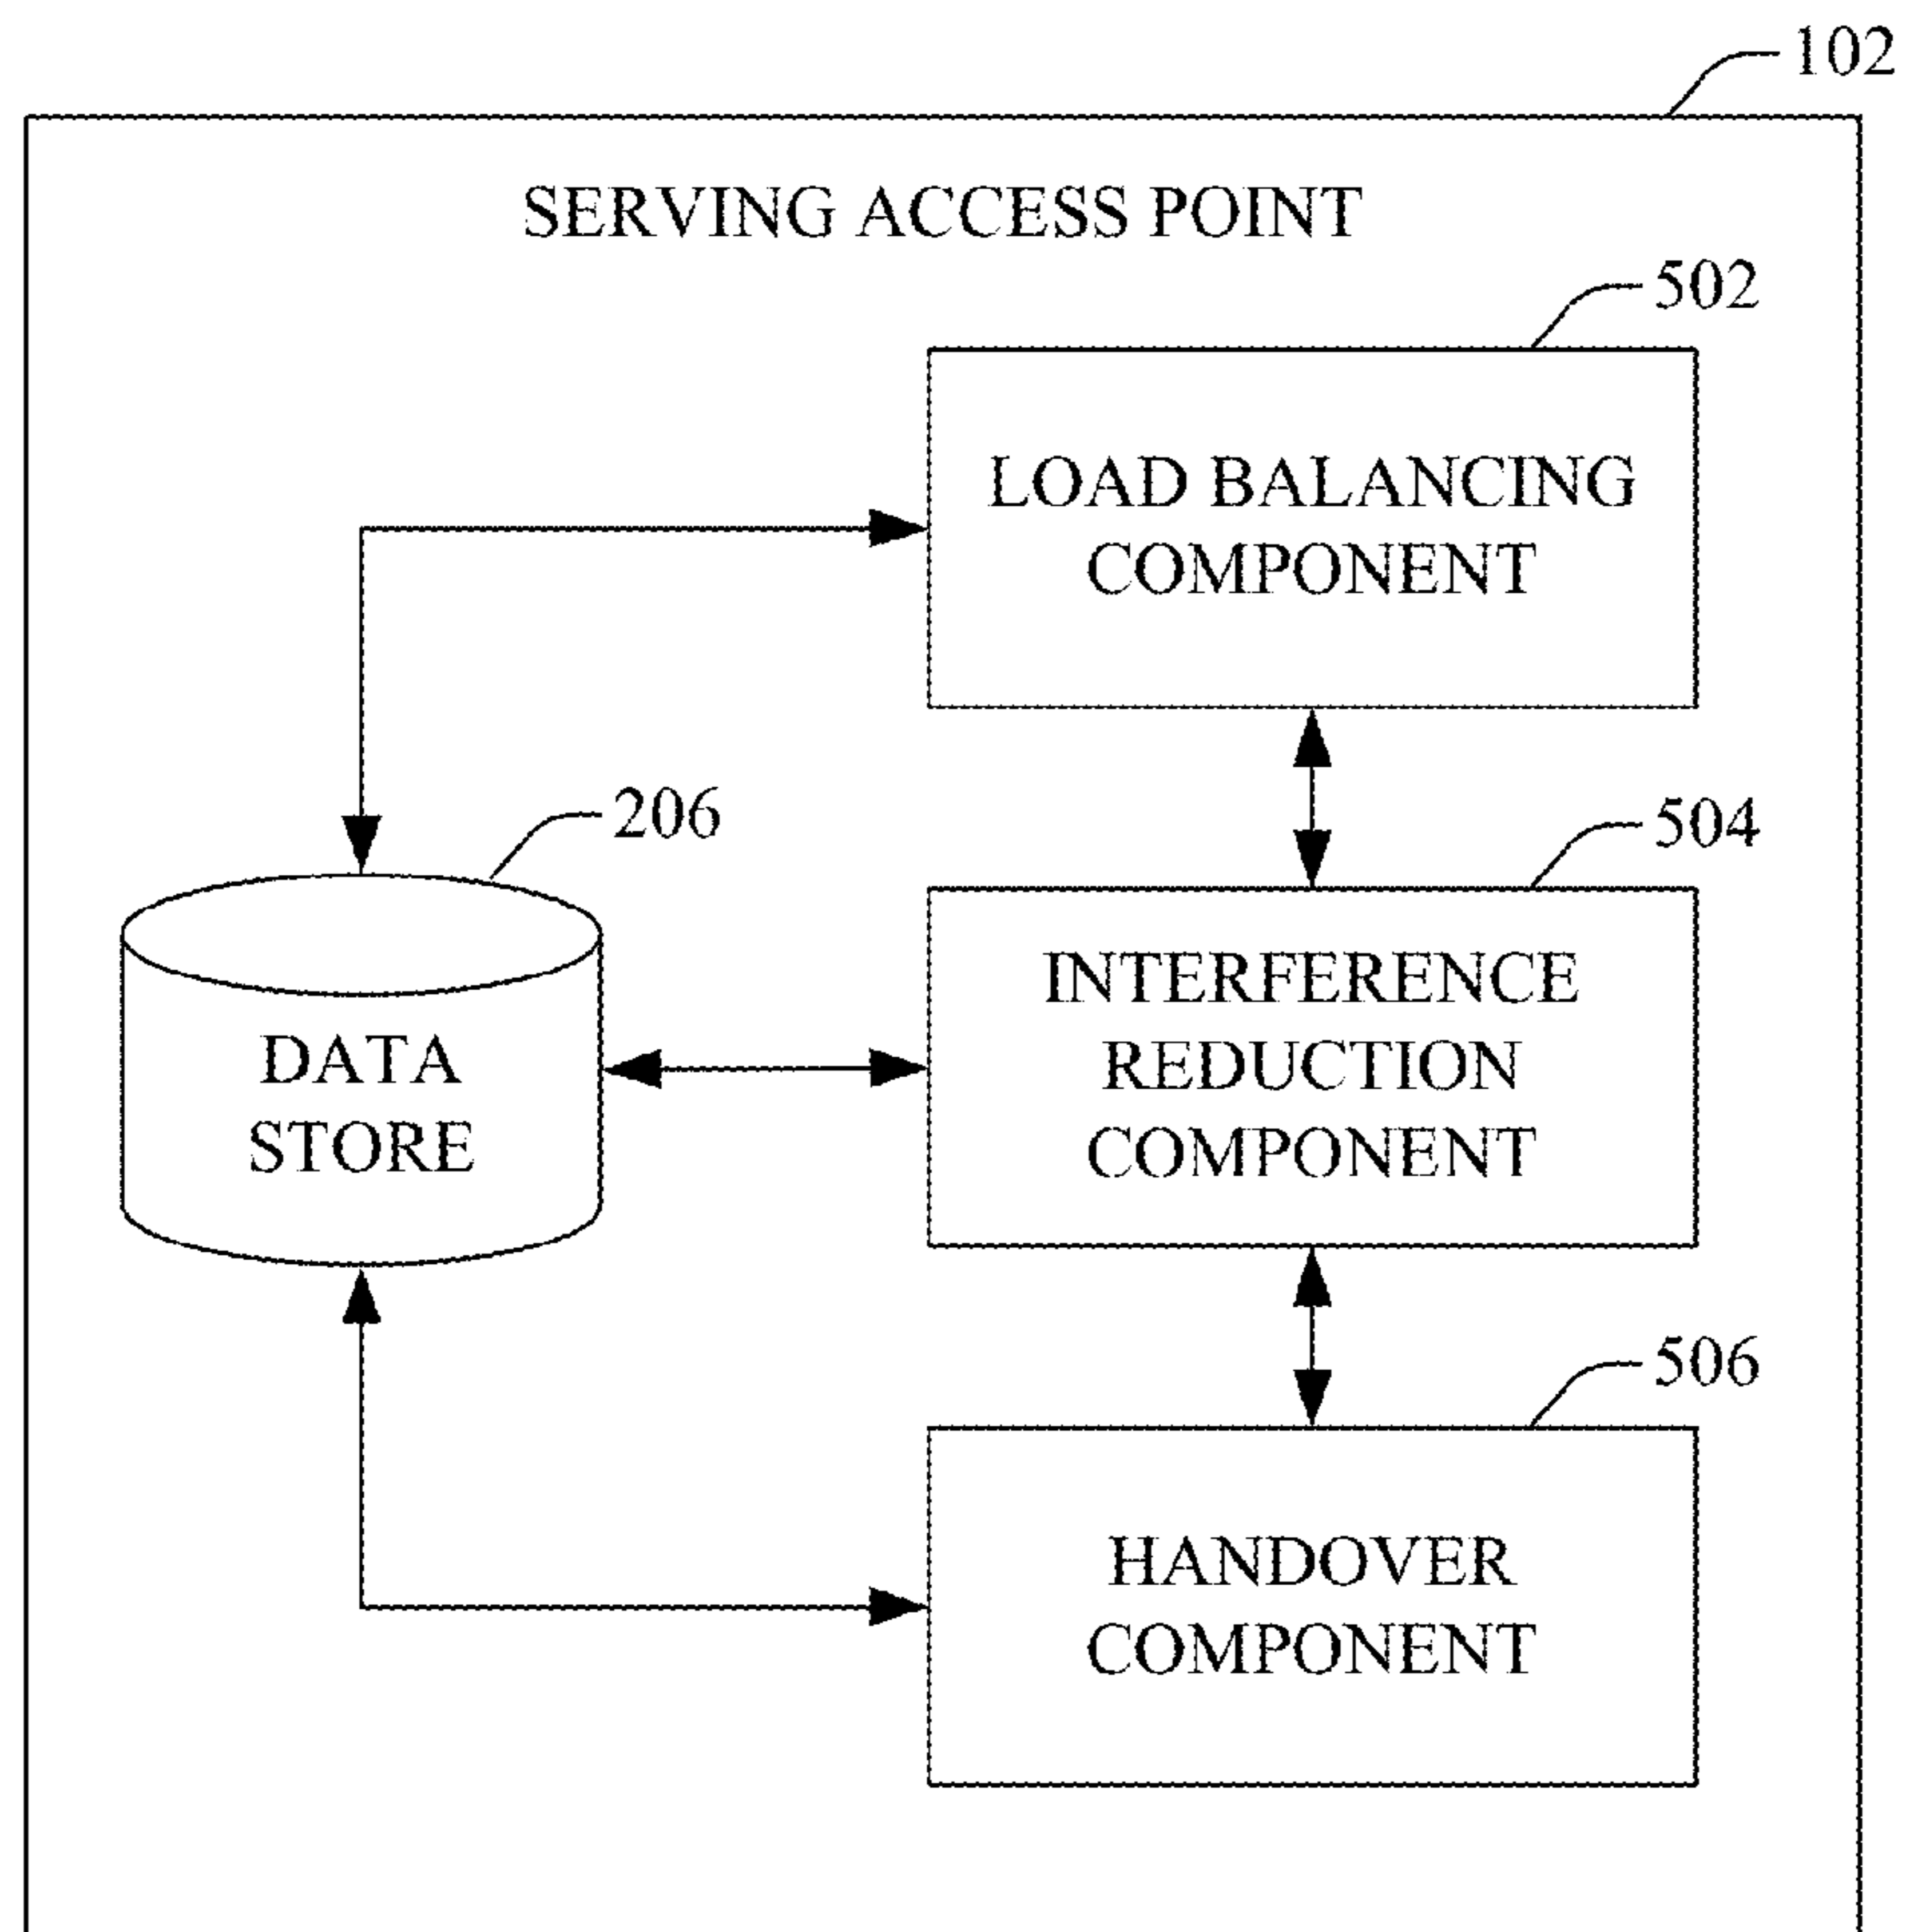 102
SERVING ACCESS POINT
502
LOAD BALANCING
COMPONENT
206
504
DATA
STORE
INTERFERENCE
REDUCTION
COMPONENT
506
HANDOVER
COMPONENT